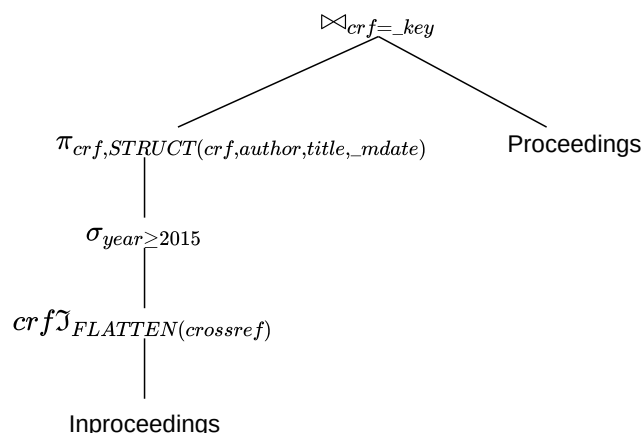 ⋈crf=_key
πcrf,STRUCT(crf,author,title,_mdate) Proceedings
σyear≥2015
crfℑFLATTEN(crossref)
Inproceedings